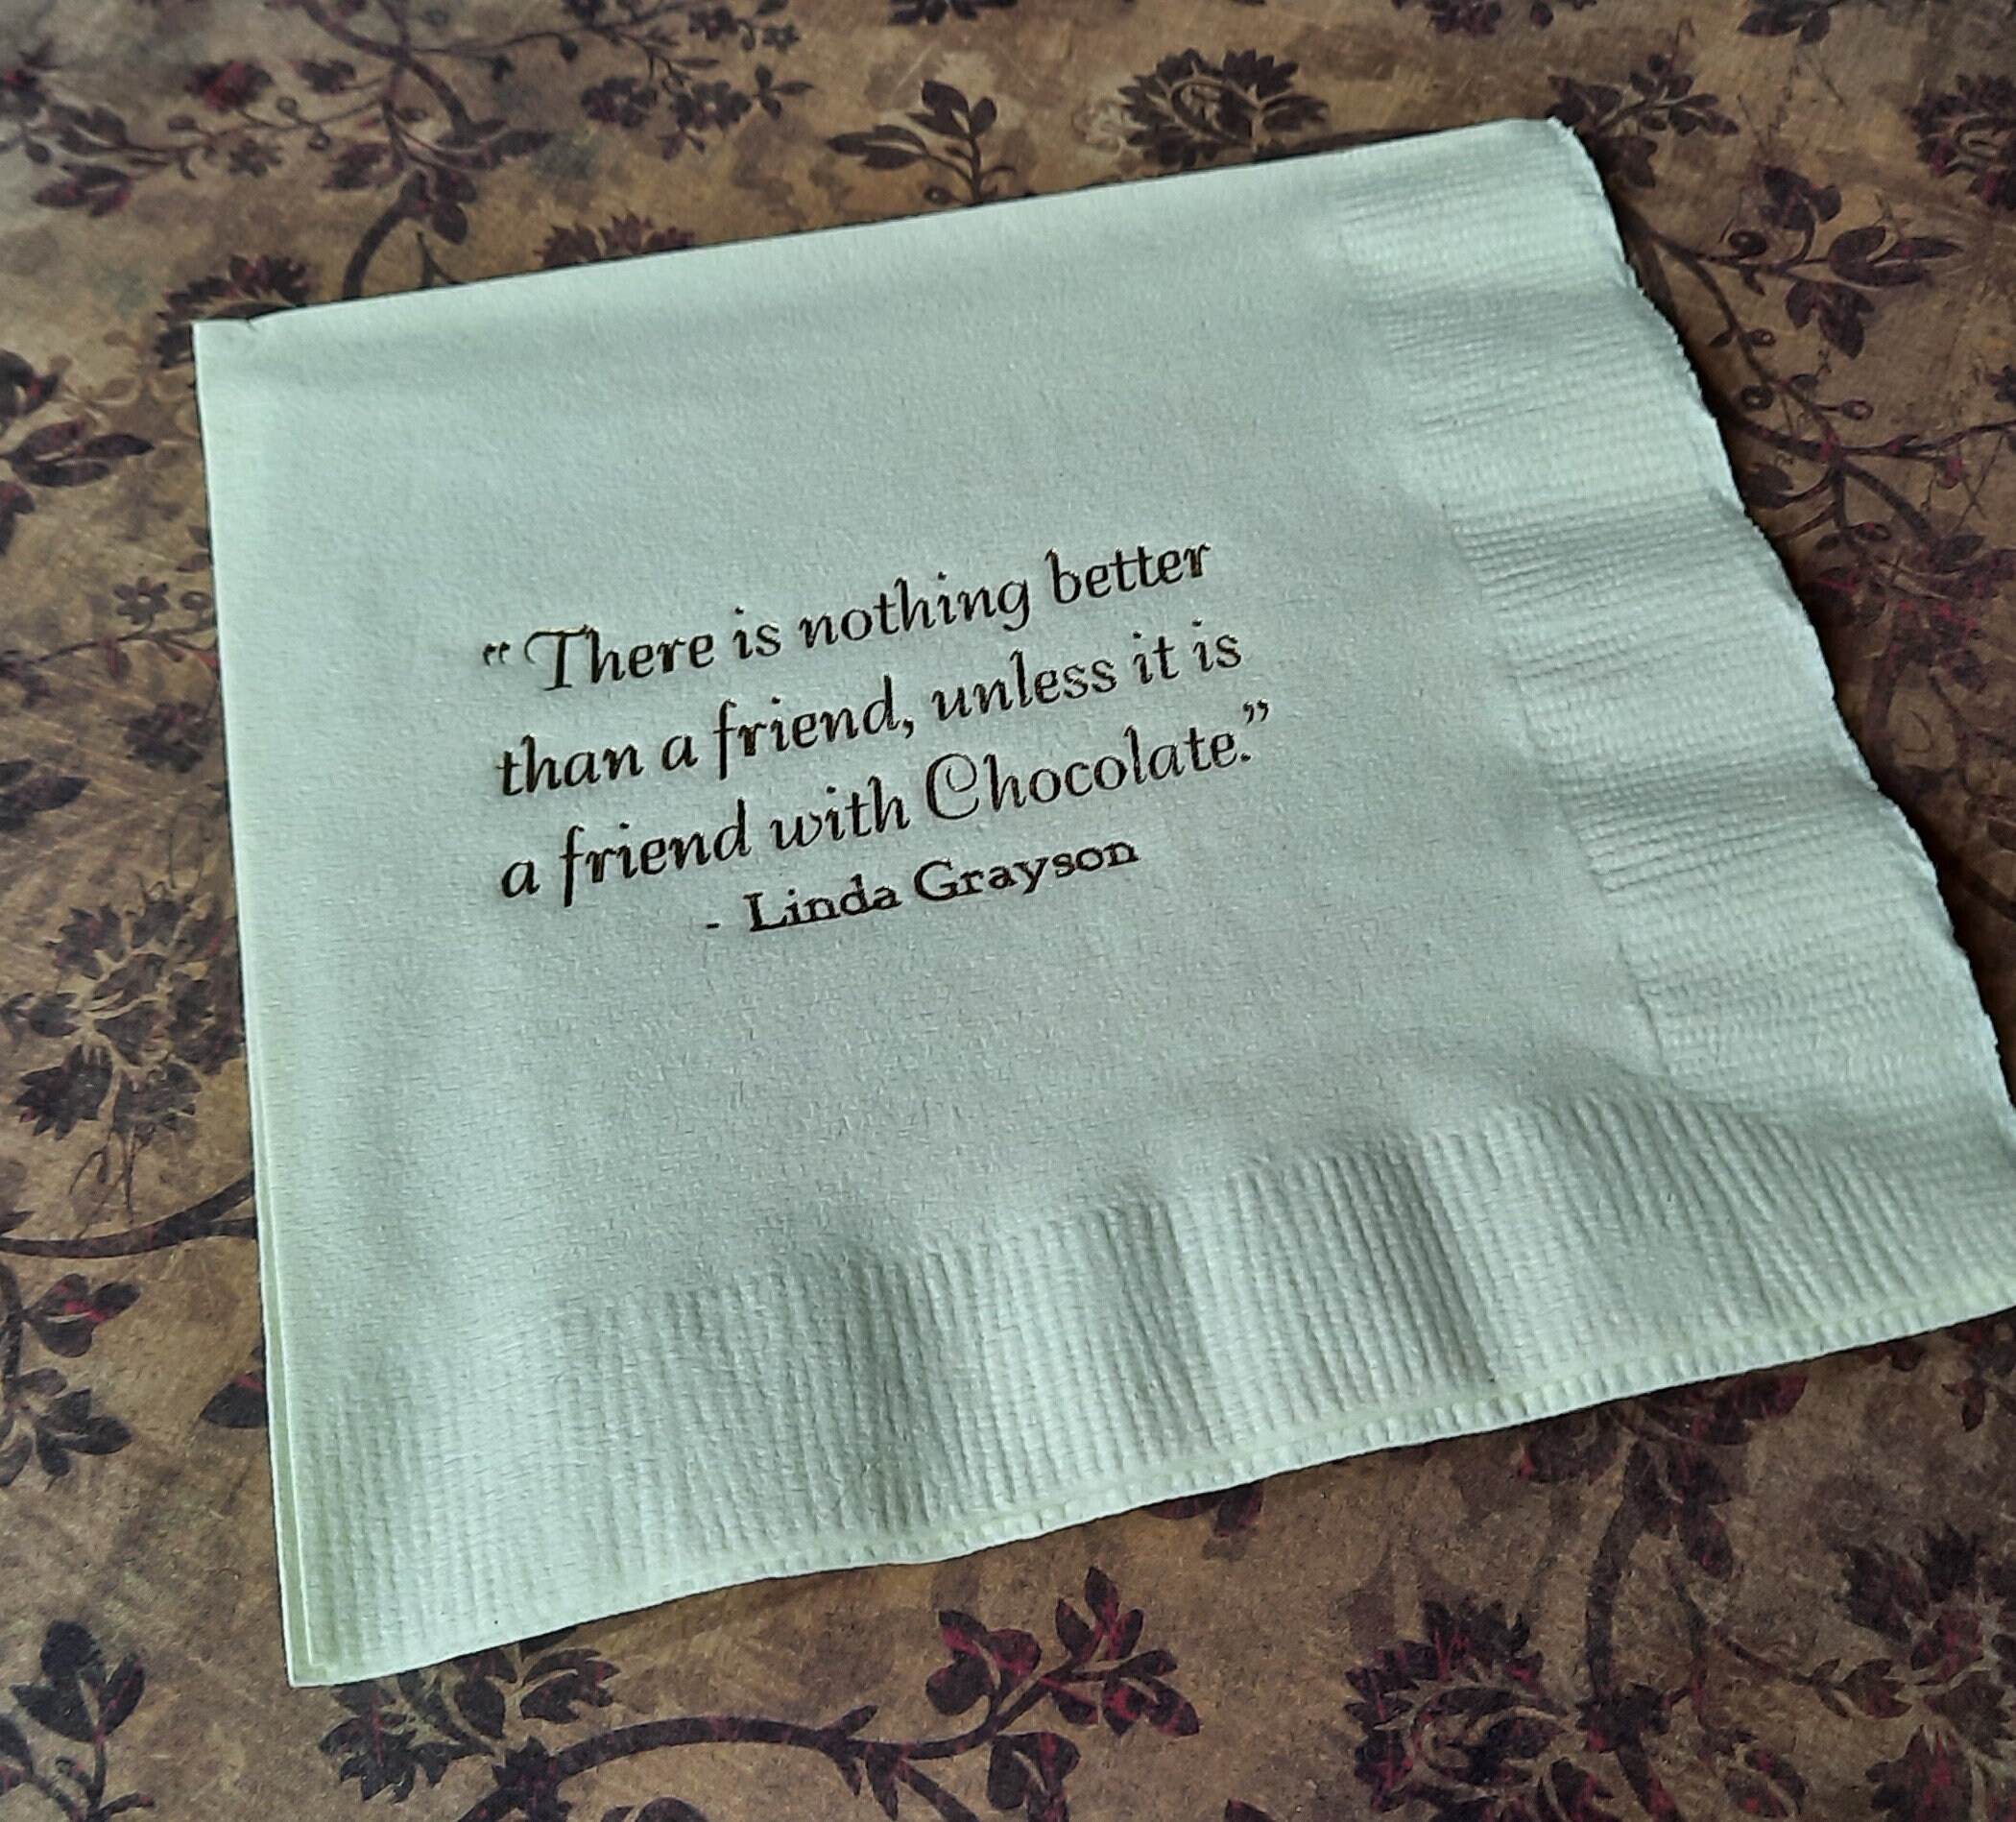 “There is nothing better
than a friend, unless it is
a friend with Chocolate.”
- Linda Grayson